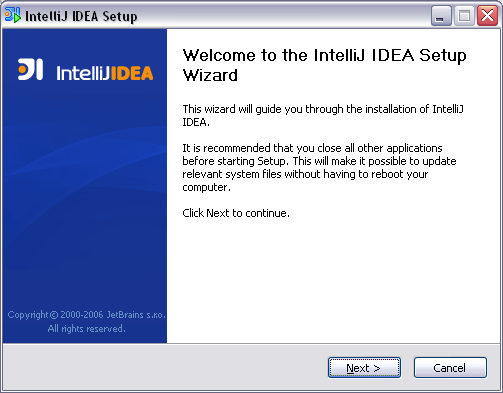 IntelliJ IDEA Setup
IntelliJIDEA
Welcome to the IntelliJ IDEA Setup
Wizard
This wizard will guide you through the installation of IntelliJ
IDEA.
It is recommended that you close all other applications
before starting Setup. This will make it possible to update
relevant system files without having to reboot your
computer.
Click Next to continue.
Copyright © 2000-2006 JetBrains s.r.o.
All rights reserved.
Next >
Cancel